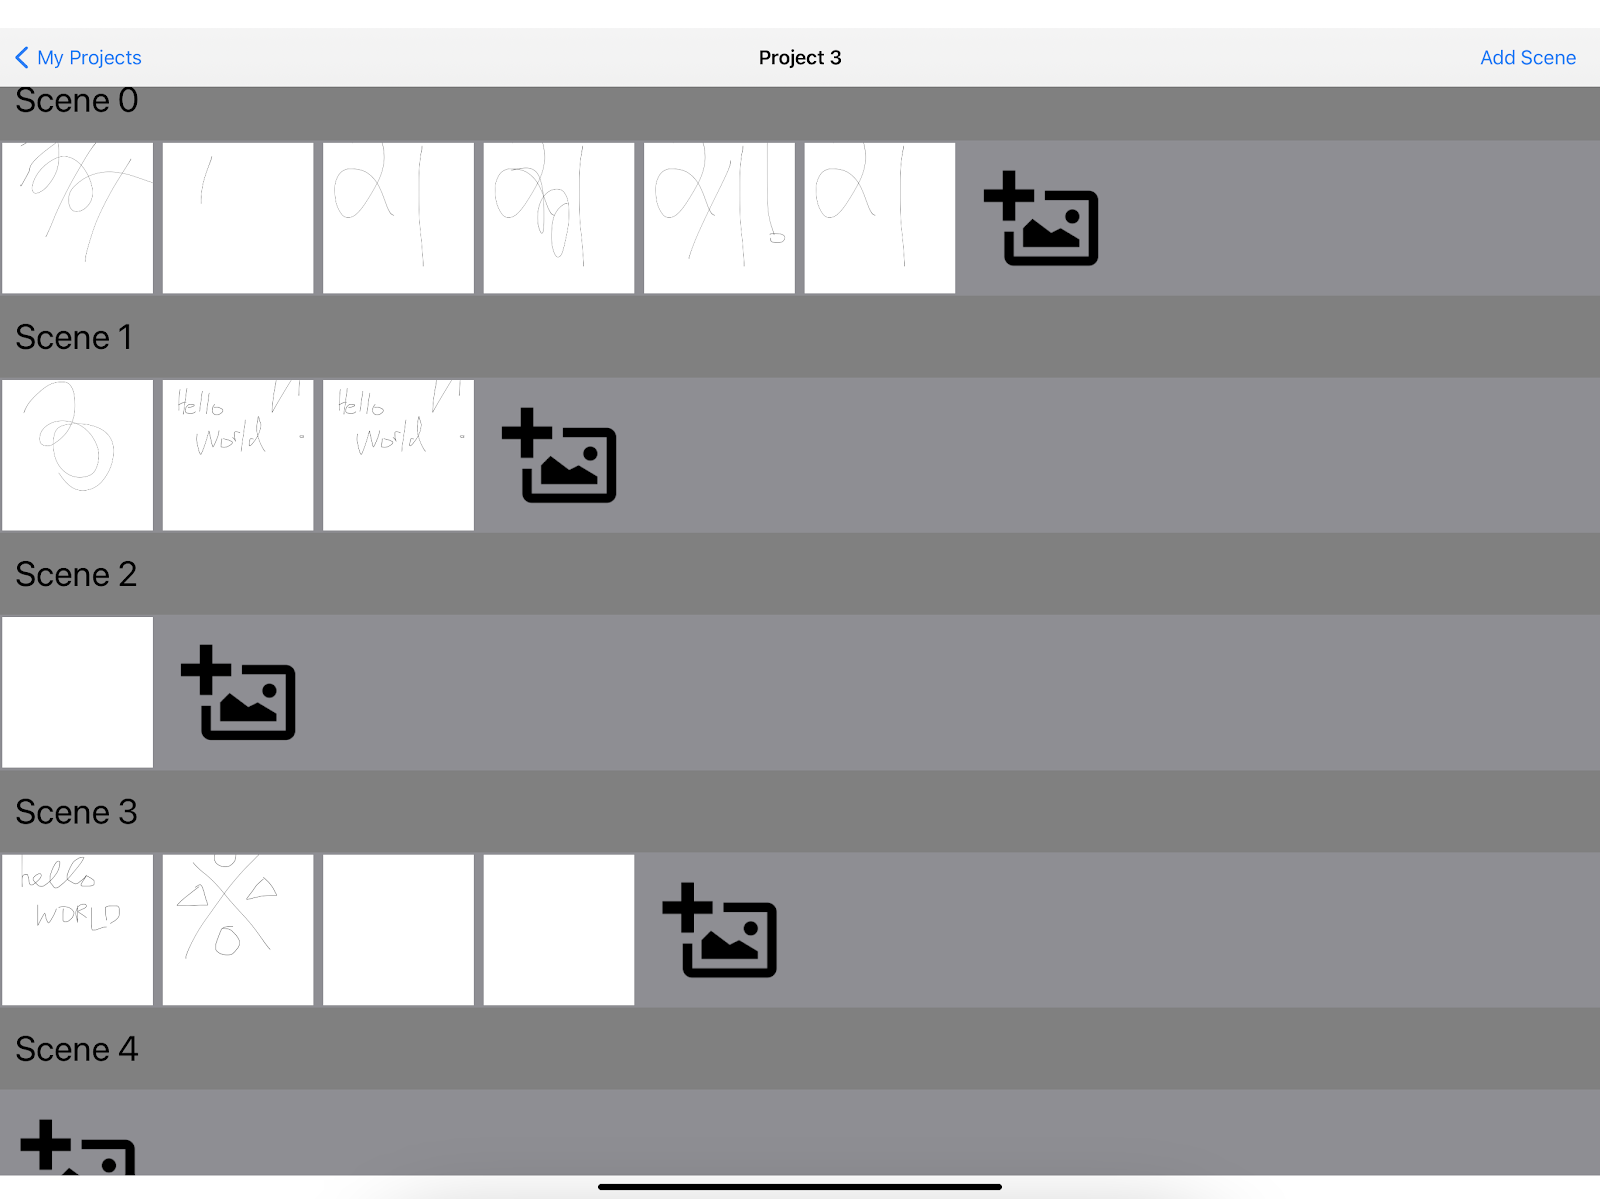 My Projects
Project 3
Add Scene
Scene 0
Scene 1
Hello
World
Hello
World
Scene 2
Scene 3
hello
WORLD
Scene 4